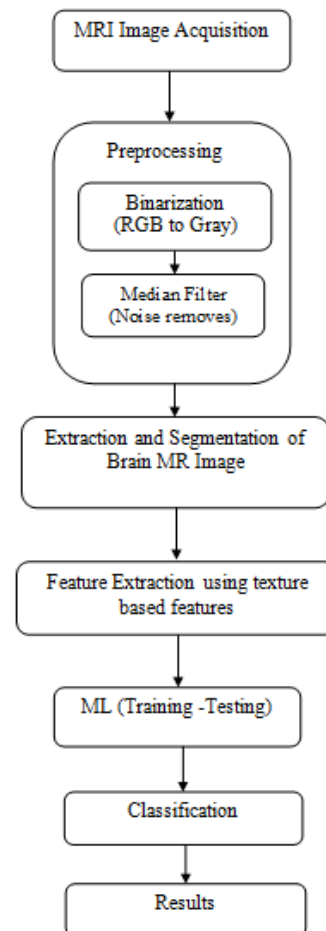 MRI Image Acquisition
Preprocessing
Binarization
(RGB to Gray)
Median Filter
(Noise removes)
Extraction and Segmentation of
Brain MR Image
Feature Extraction using texture
based features
ML (Training -Testing)
Classification
Results